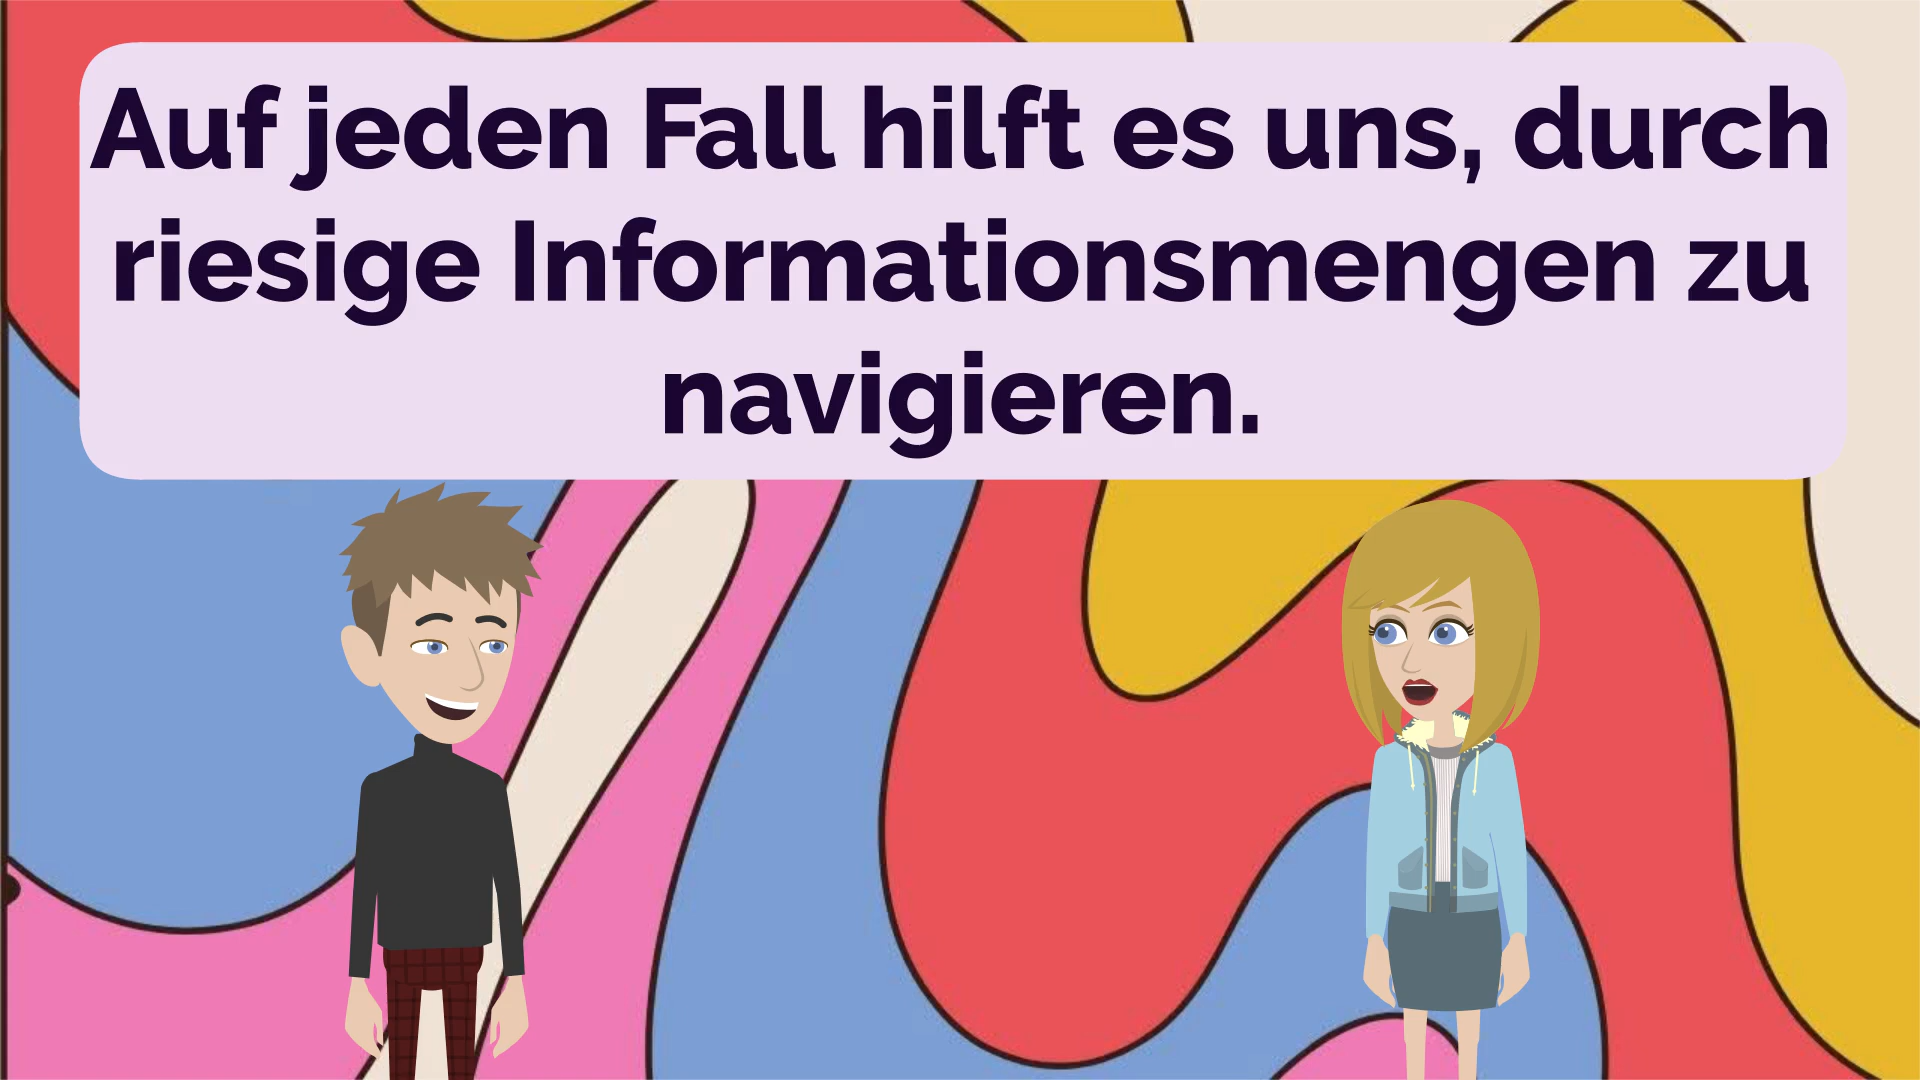 Auf jeden Fall hilft es uns, durch
riesige Informationsmengen zu
navigieren.